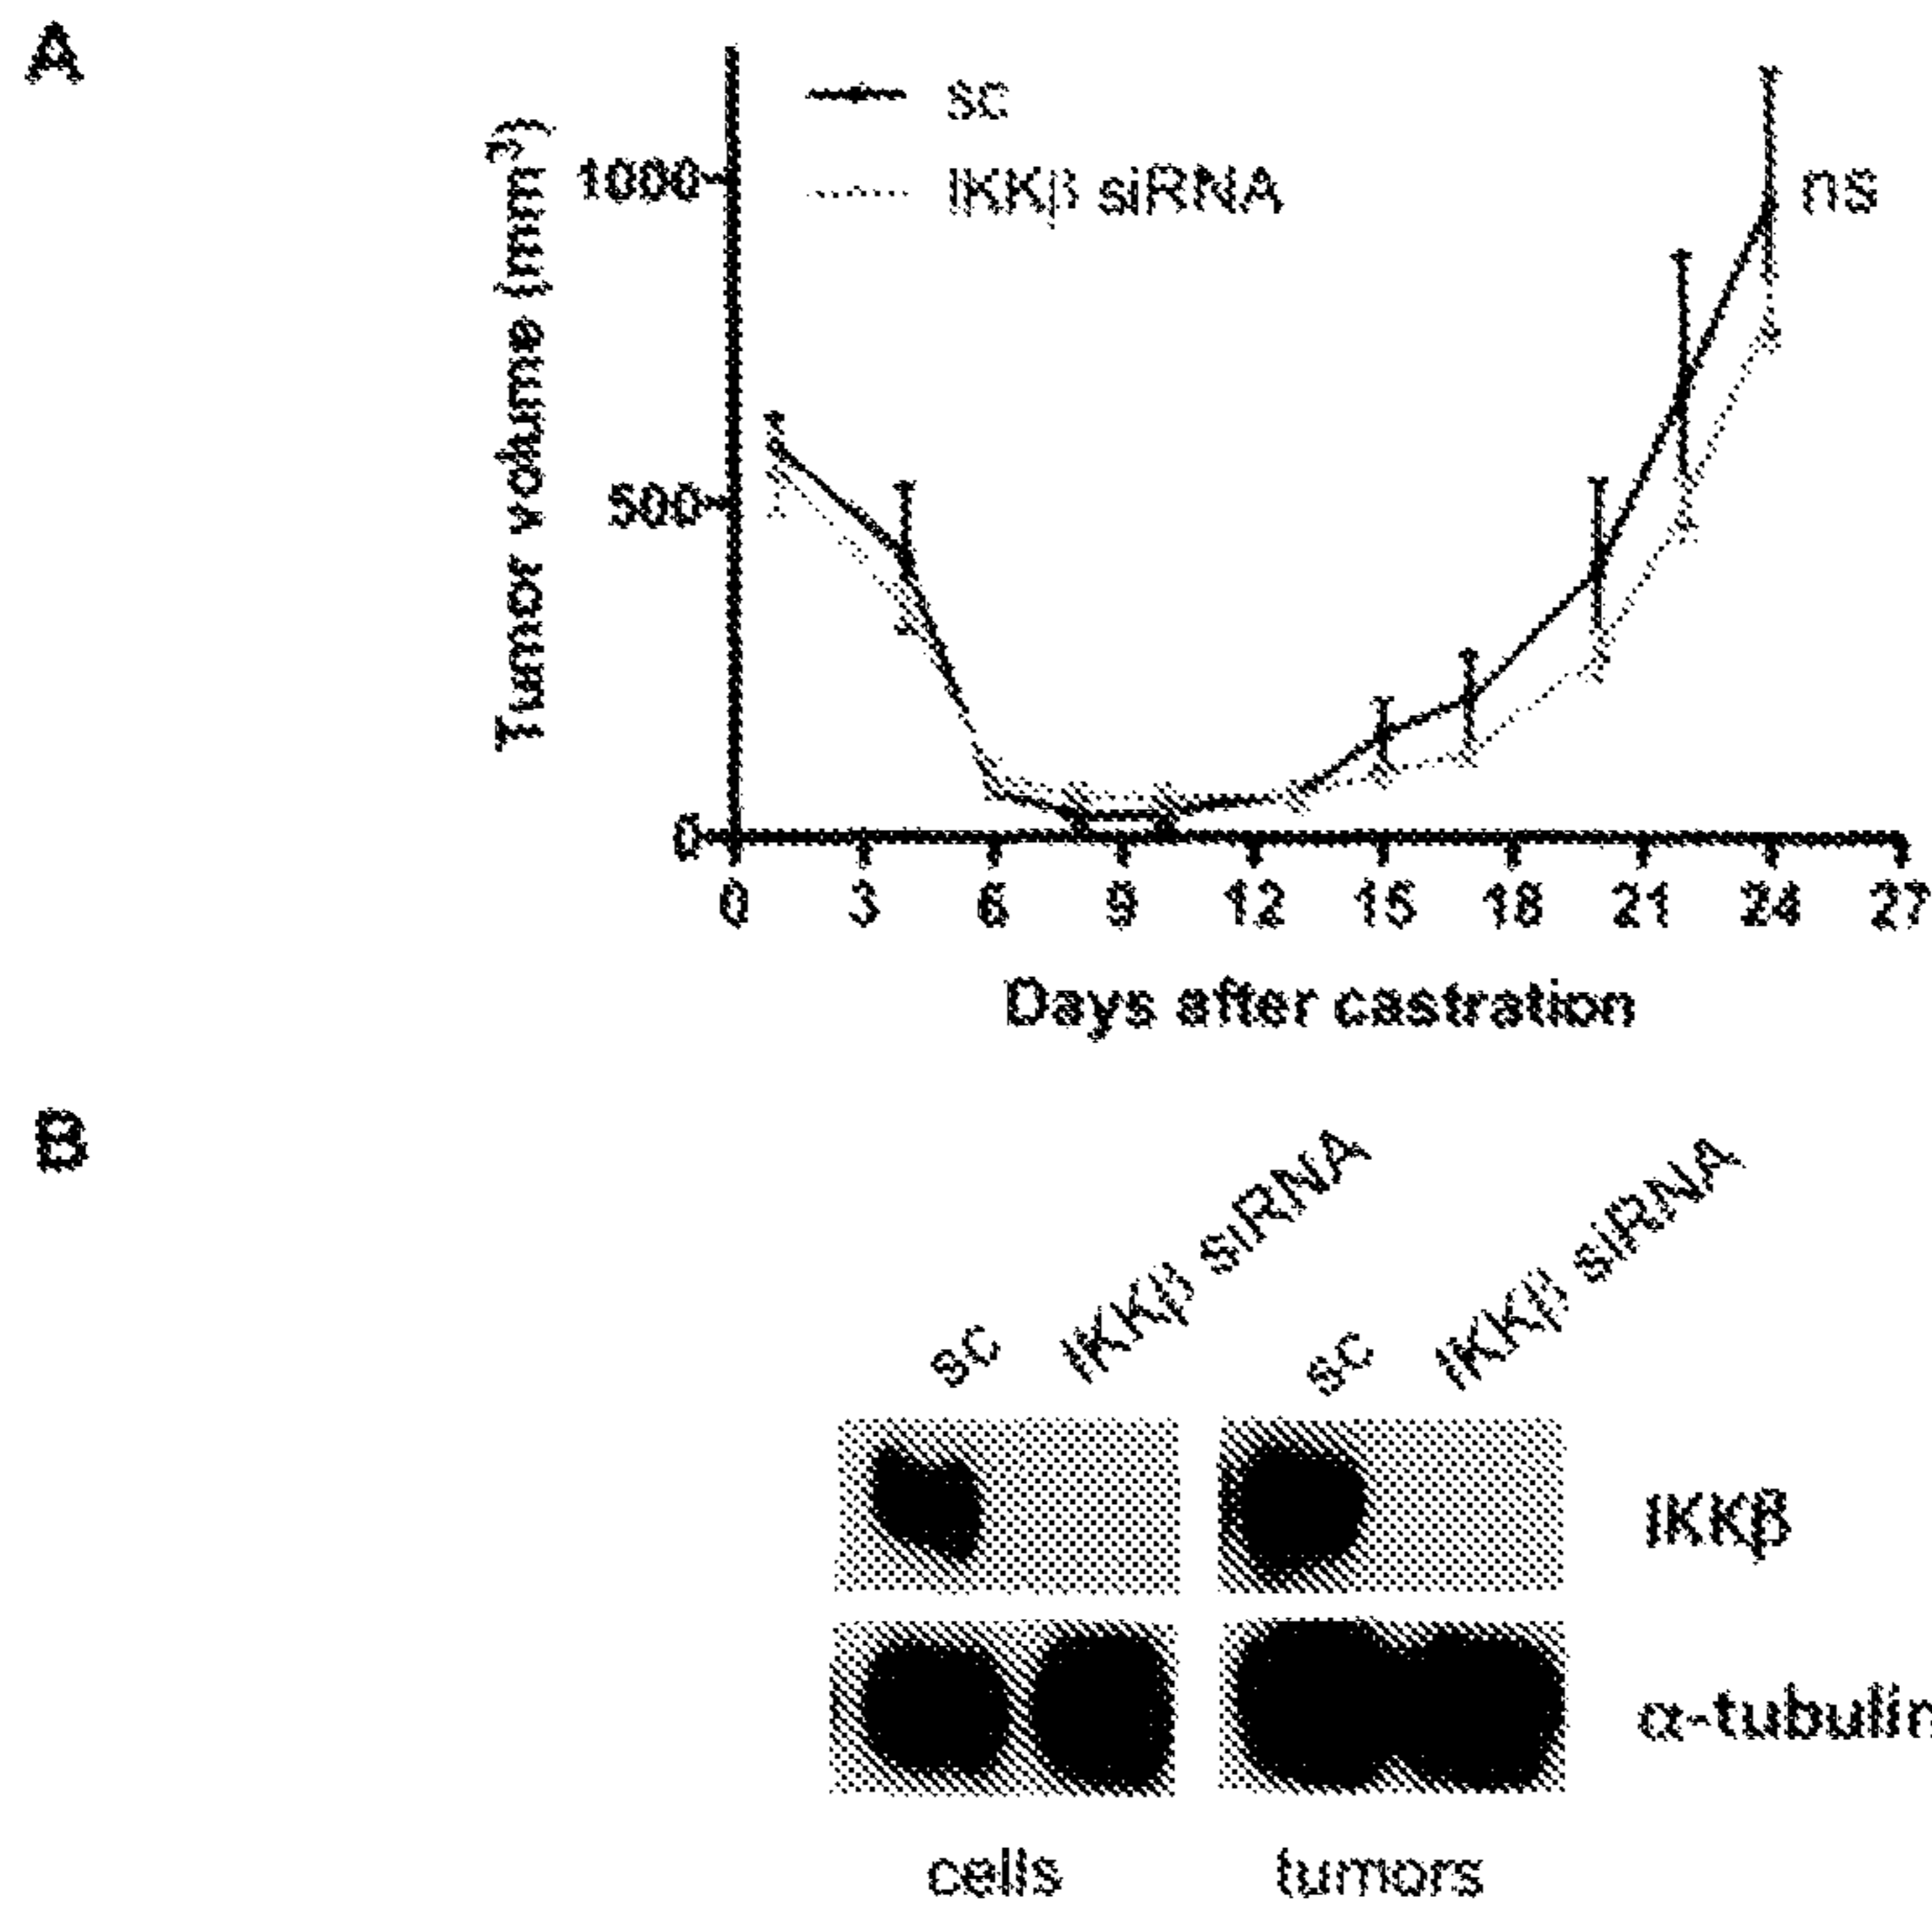 A
sc
IKKβ siRNA
Tumor volume (mm³)
1000
500
0
ns
0 3 6 9 12 15 18 21 24 27
Days after castration
B
sc IKKβ siRNA sc IKKβ siRNA
IKKβ
α-tubulin
cells tumors